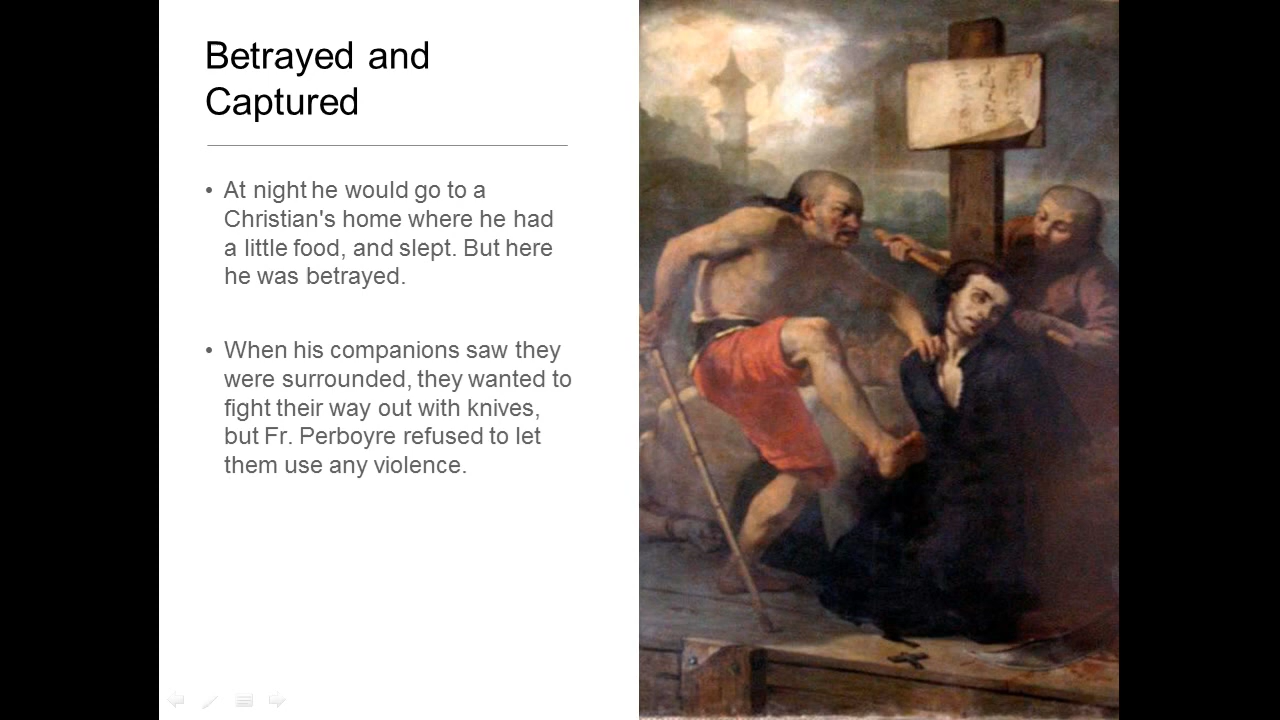 Betrayed and
Captured
• At night he would go to a
Christian's home where he had
a little food, and slept. But here
he was betrayed.
• When his companions saw they
were surrounded, they wanted to
fight their way out with knives,
but Fr. Perboyre refused to let
them use any violence.